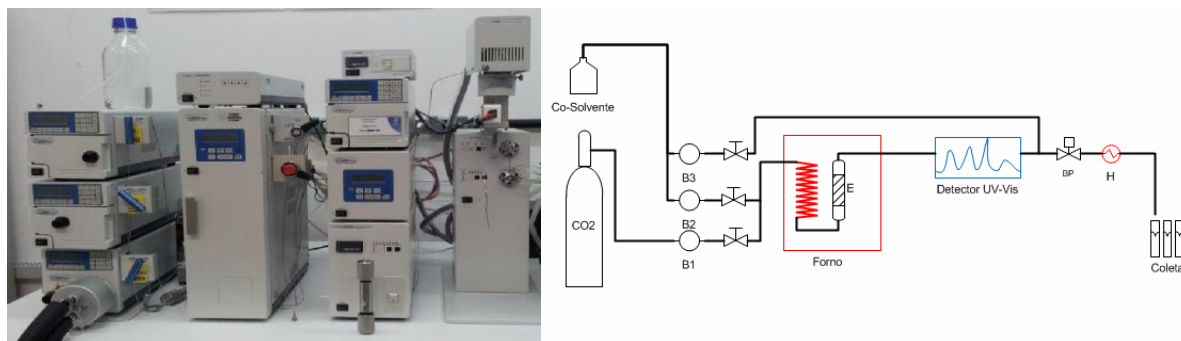 Co-Solvente
CO2
B3
B2
B1
E
Forno
Detector UV-Vis
BP
H
Coleta